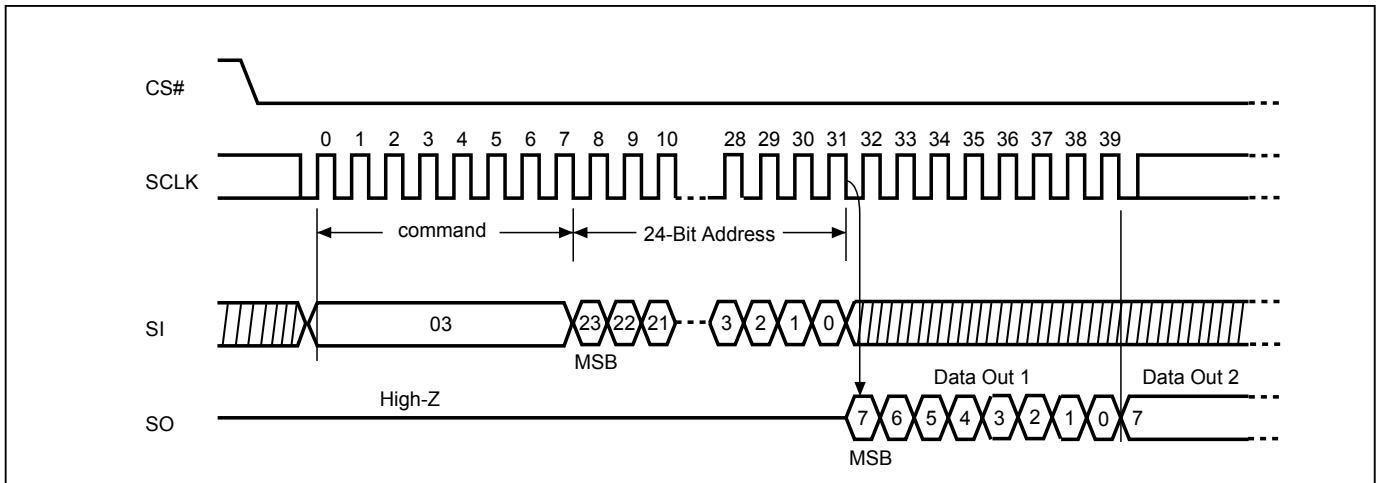 CS#
0 1 2 3 4 5 6 7 8 9 10 28 29 30 31 32 33 34 35 36 37 38 39
SCLK
command
24-Bit Address
SI
03
23 22 21 3 2 1 0
MSB
Data Out 1
Data Out 2
High-Z
SO
7 6 5 4 3 2 1 0 7
MSB